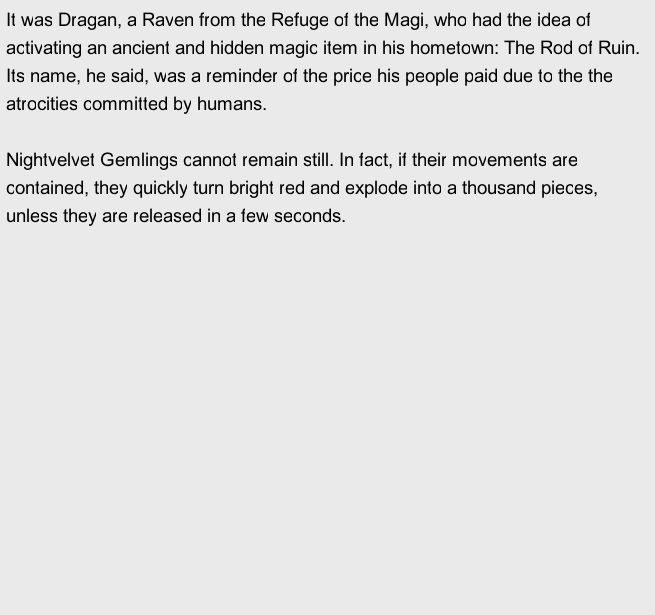 It was Dragan, a Raven from the Refuge of the Magi, who had the idea of
activating an ancient and hidden magic item in his hometown: The Rod of Ruin.
Its name, he said, was a reminder of the price his people paid due to the the
atrocities committed by humans.

Nightvelvet Gemlings cannot remain still. In fact, if their movements are
contained, they quickly turn bright red and explode into a thousand pieces,
unless they are released in a few seconds.